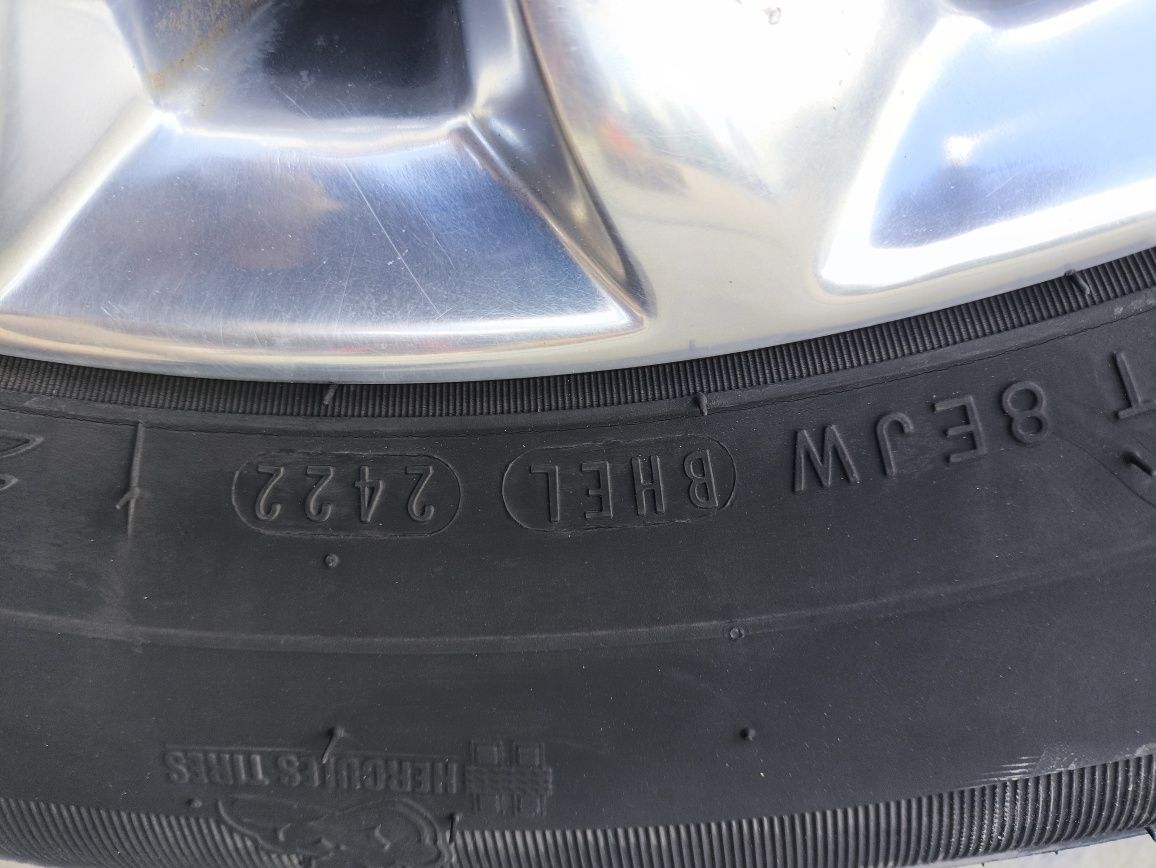 T 8EJW BHEL 2422
HERCULES TIRES